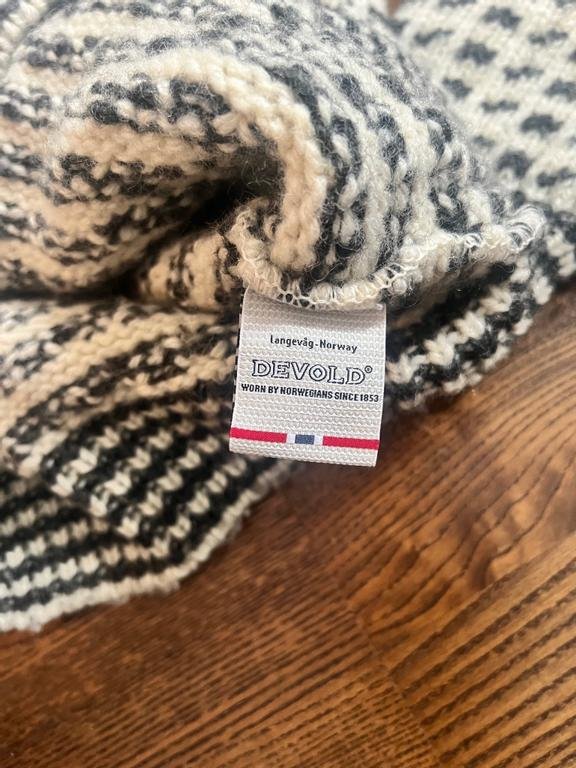 Langevåg-Norway
DEVOLD®
WORN BY NORWEGIANS SINCE 1853